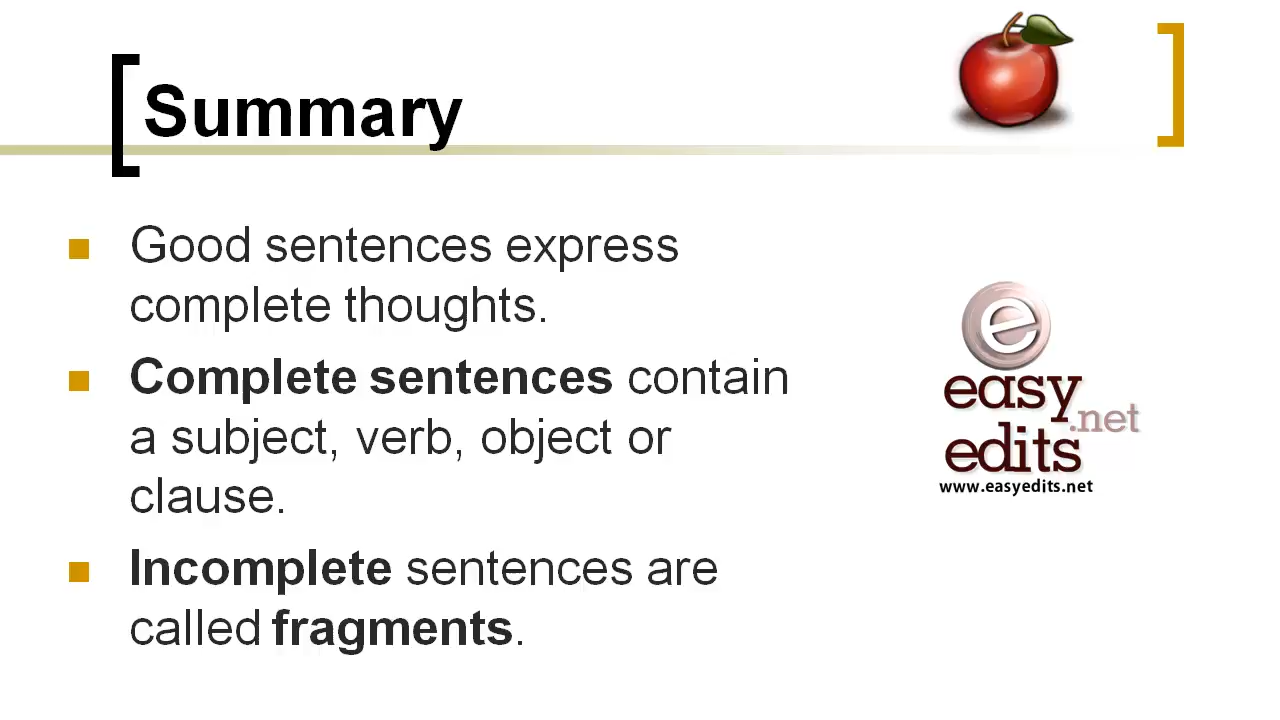 Summary
Good sentences express
complete thoughts.
Complete sentences contain
a subject, verb, object or
clause.
Incomplete sentences are
called fragments.
e
easy
.net
edits
www.easyedits.net